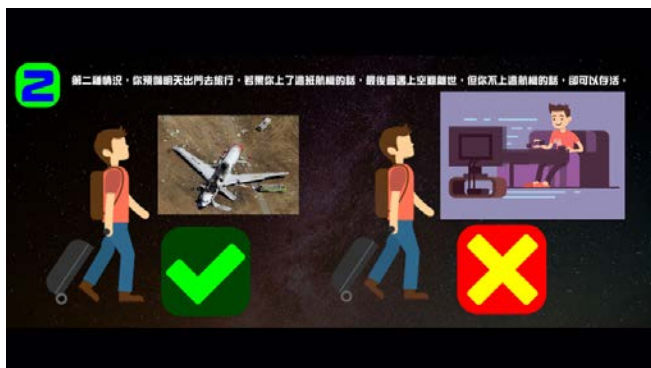 2
第二種情況，你預備明天出門去旅行，若果你上了這班航機的話，最後會遇上空難離世，但你不上這航機的話，卻可以存活。